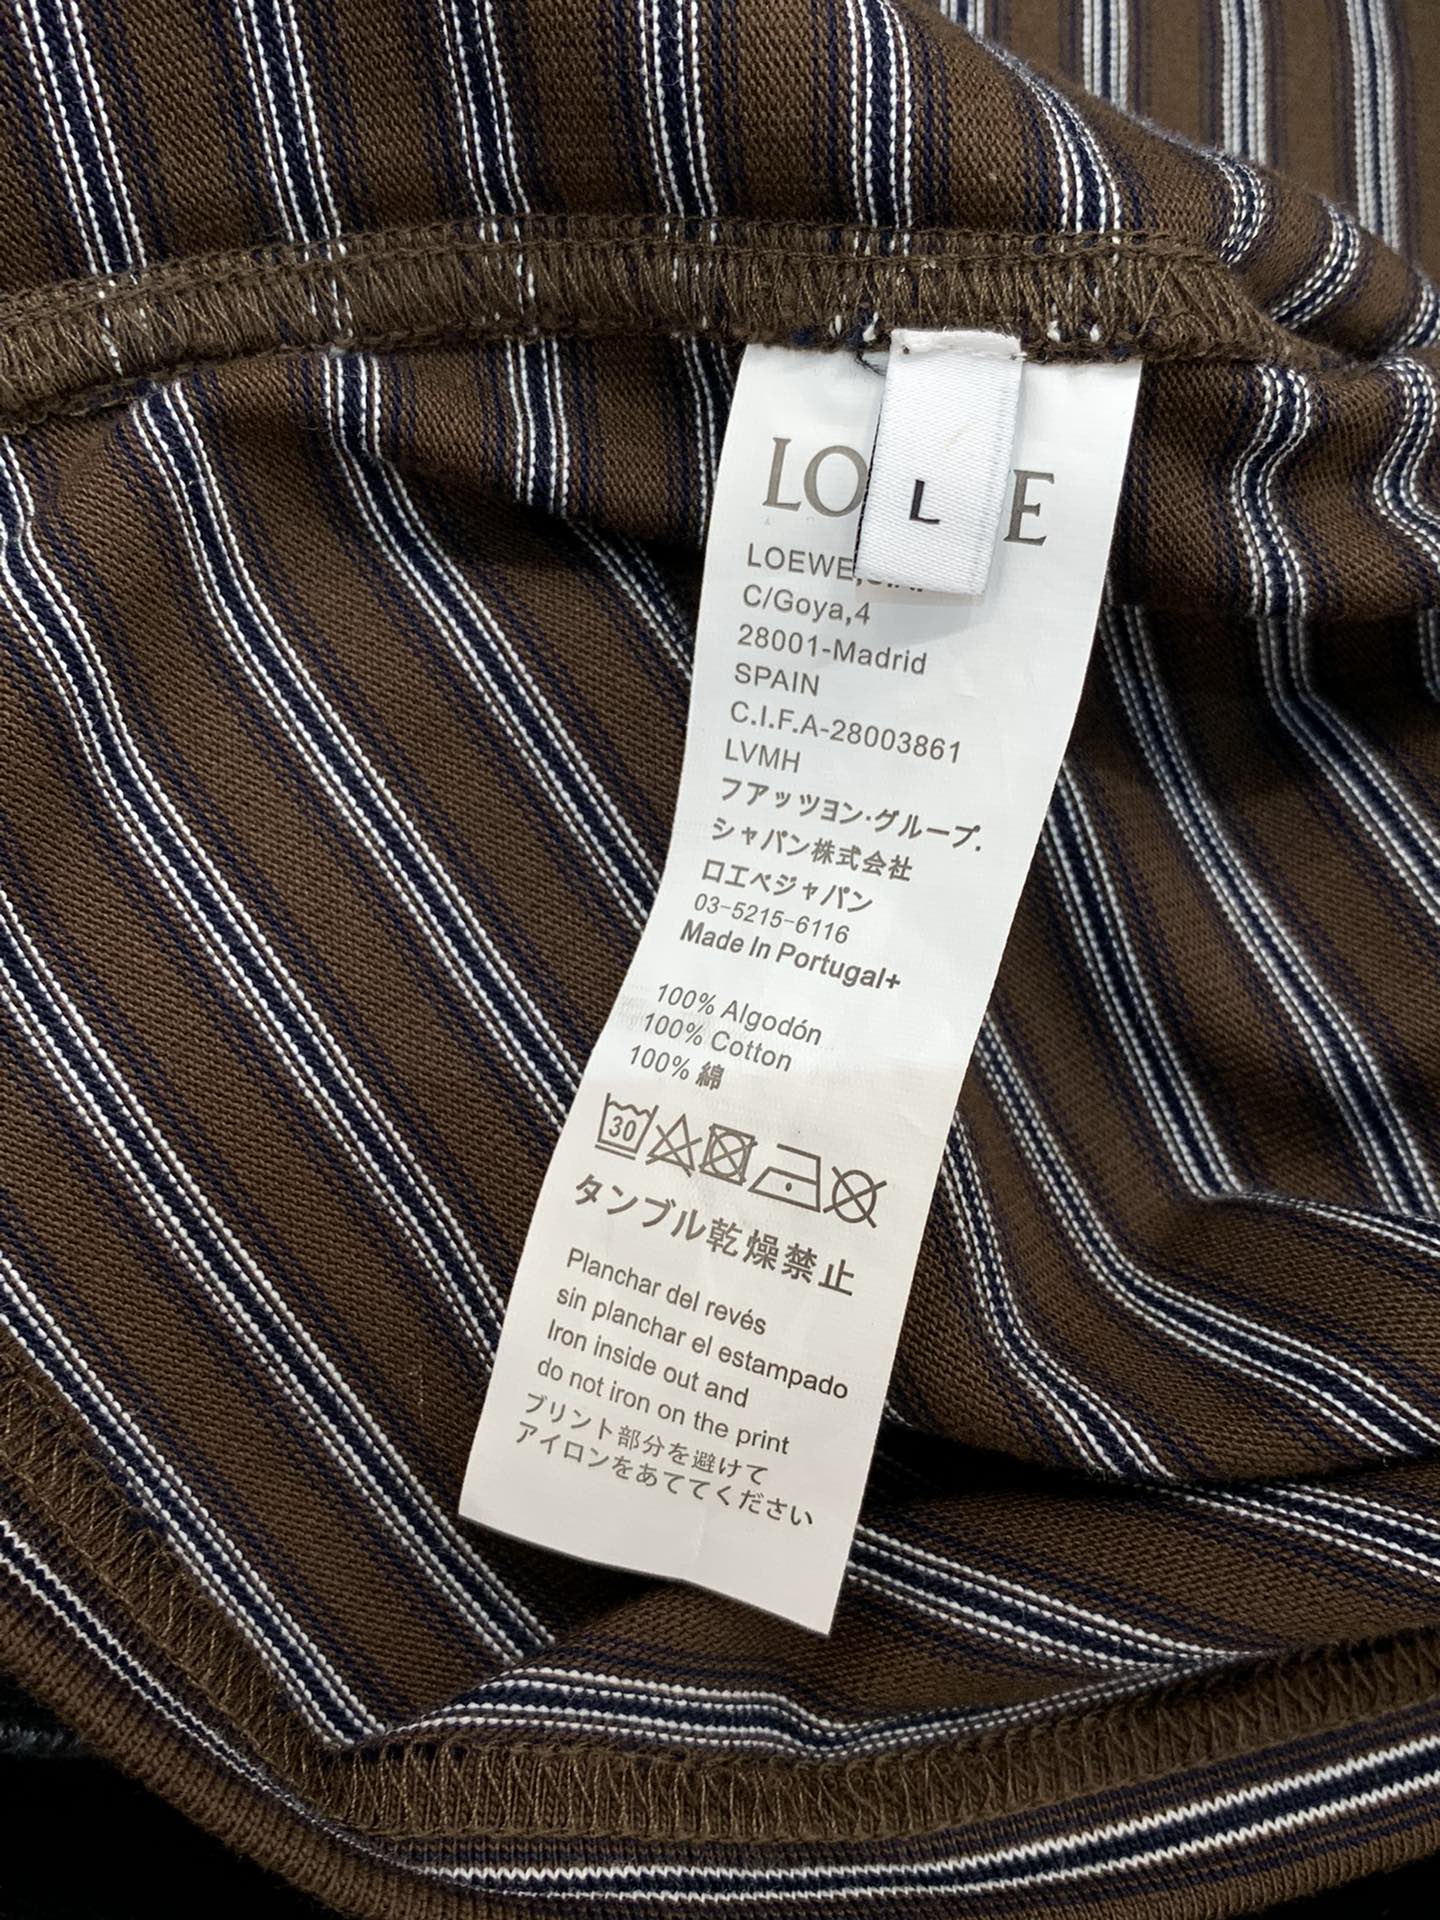 LO E
L
LOEWE,
C/Goya,4
28001-Madrid
SPAIN
C.I.F.A-28003861
LVMH
フアッツヨン·グループ.
シャパン株式会社
ロエベジャパン
03-5215-6116
Made In Portugal+
100% Algodón
100% Cotton
100% 綿
30
タンブル乾燥禁止
Planchar del revés
sin planchar el estampado
Iron inside out and
do not iron on the print
プリント部分を避けて
アイロンをあててください